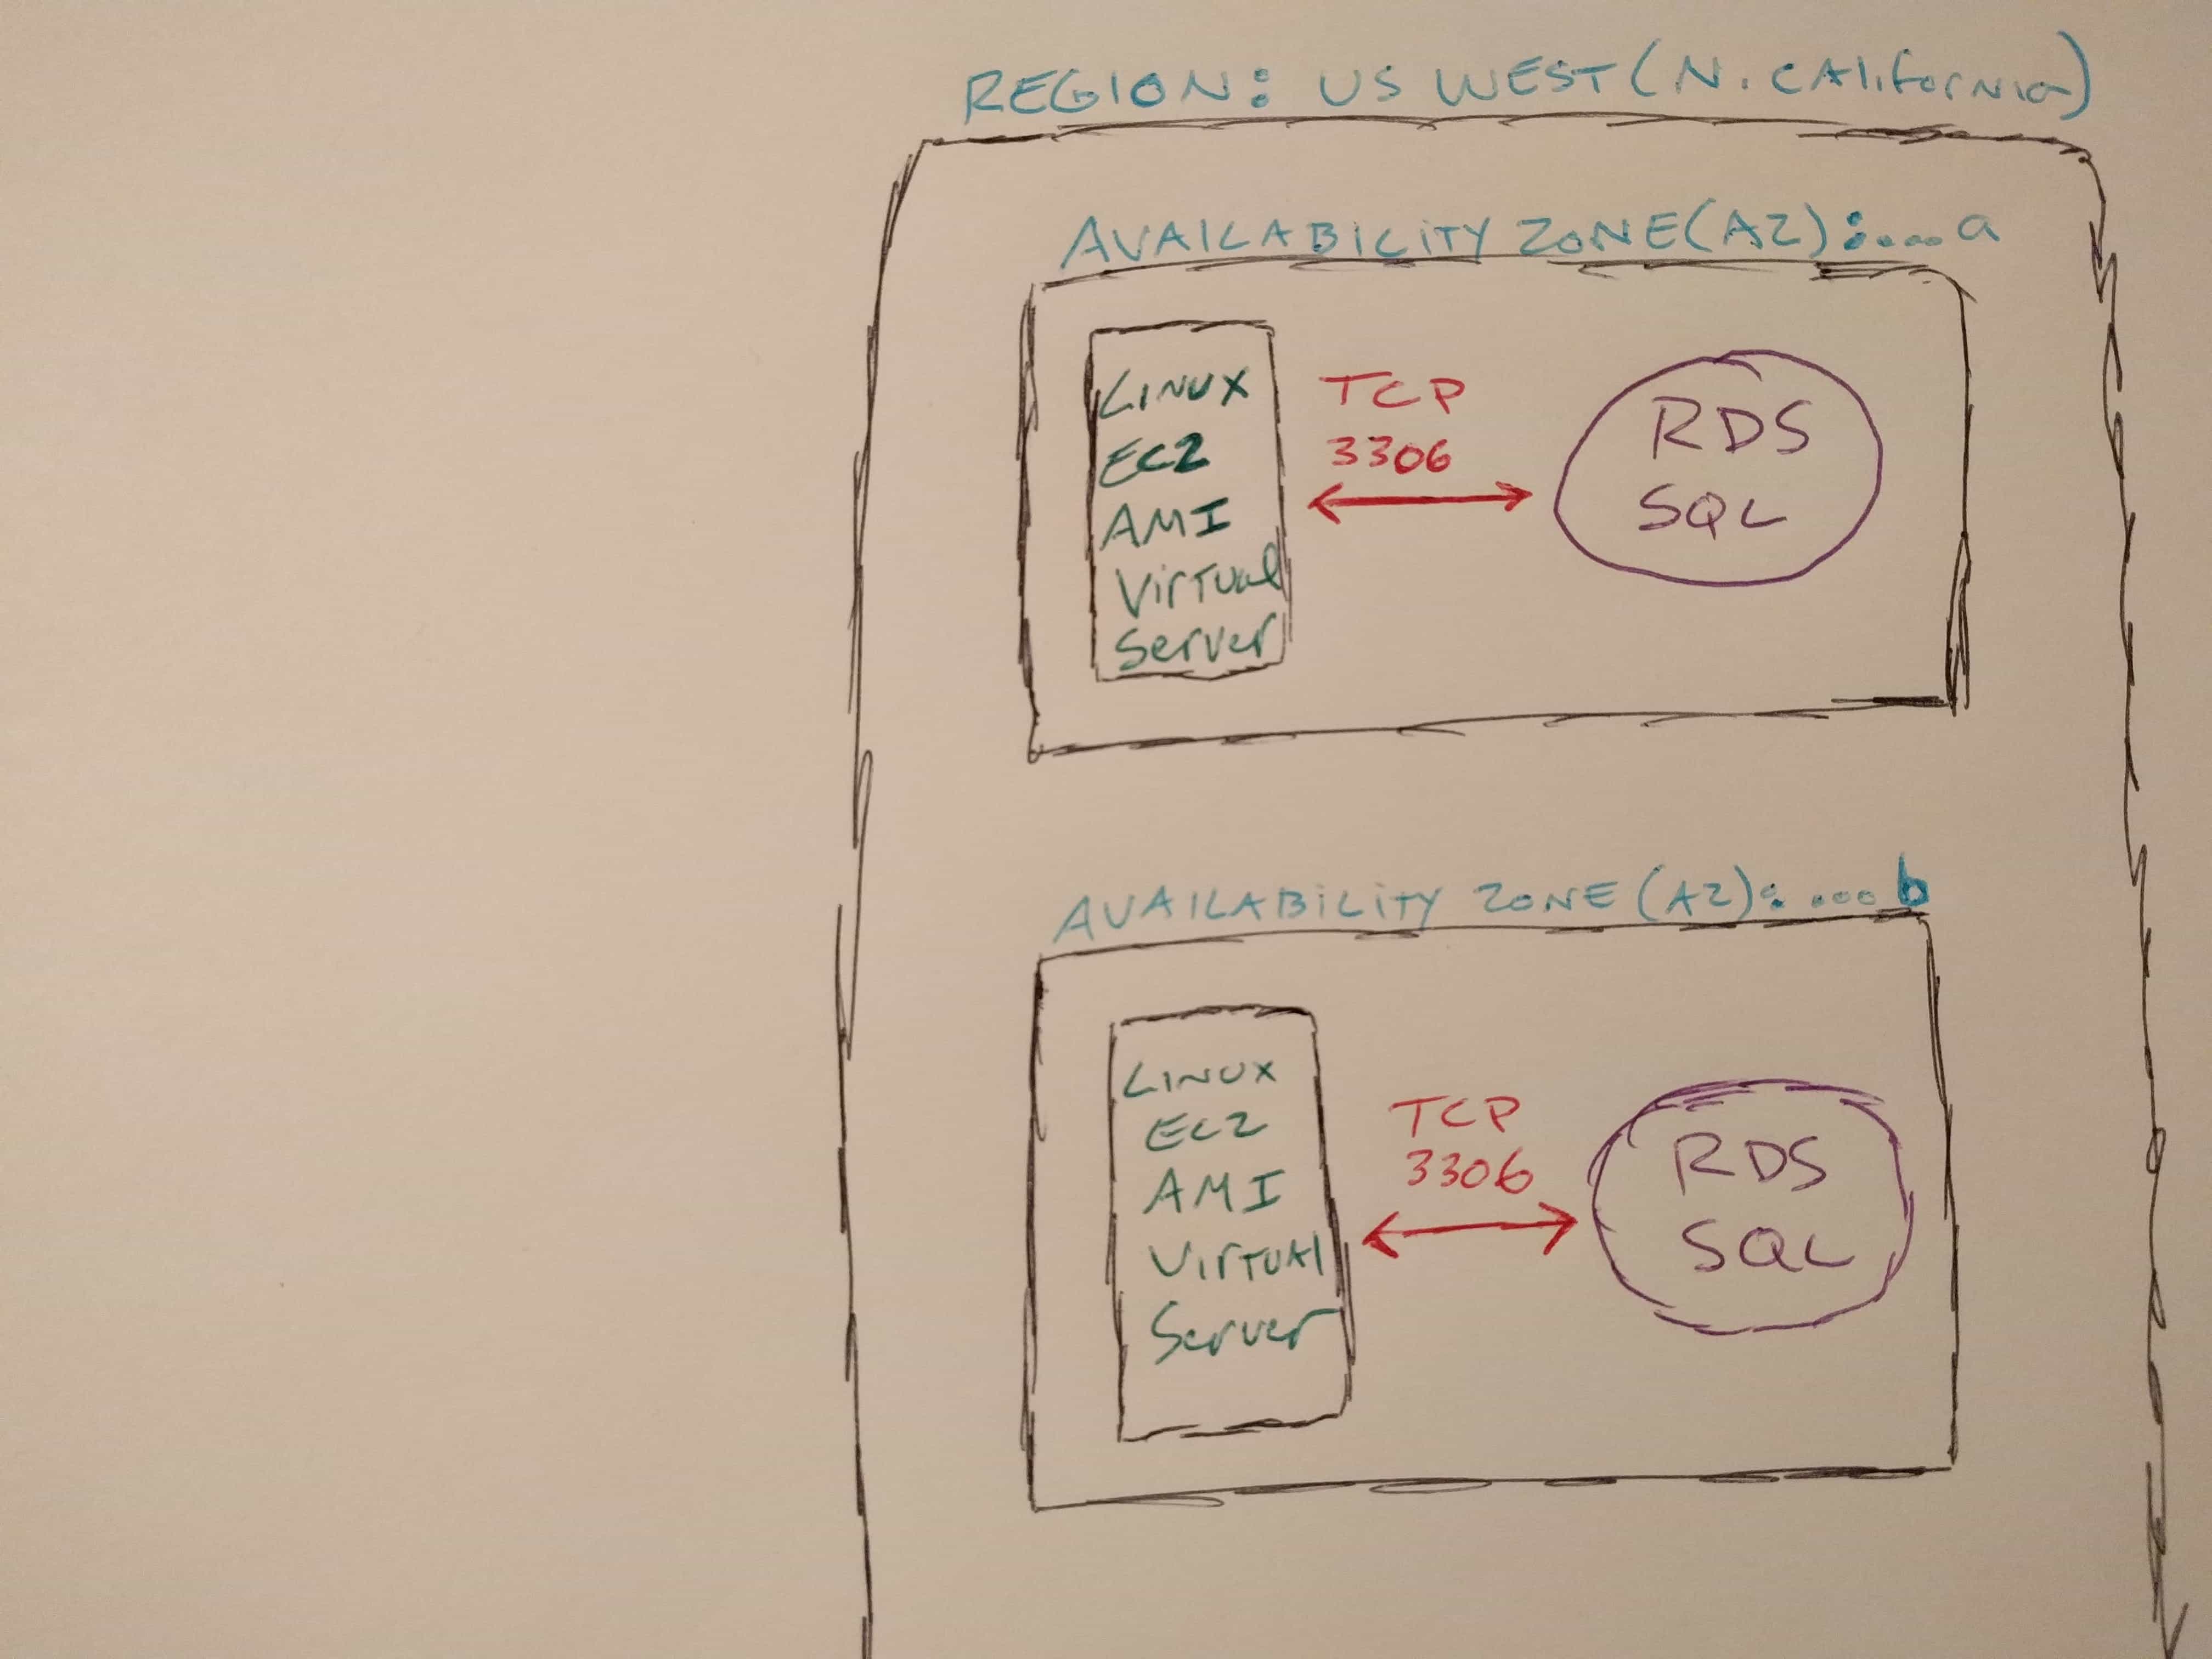 REGION: US WEST (N. CAlifornia)
AVAILABILITY ZONE (AZ):....a
LINUX
EC2
AMI
Virtual
Server
TCP
3306
RDS
SQL
AVAILABILITY ZONE (AZ): ....b
LINUX
EC2
AMI
VirTUAl
Server
TCP
3306
RDS
SQL